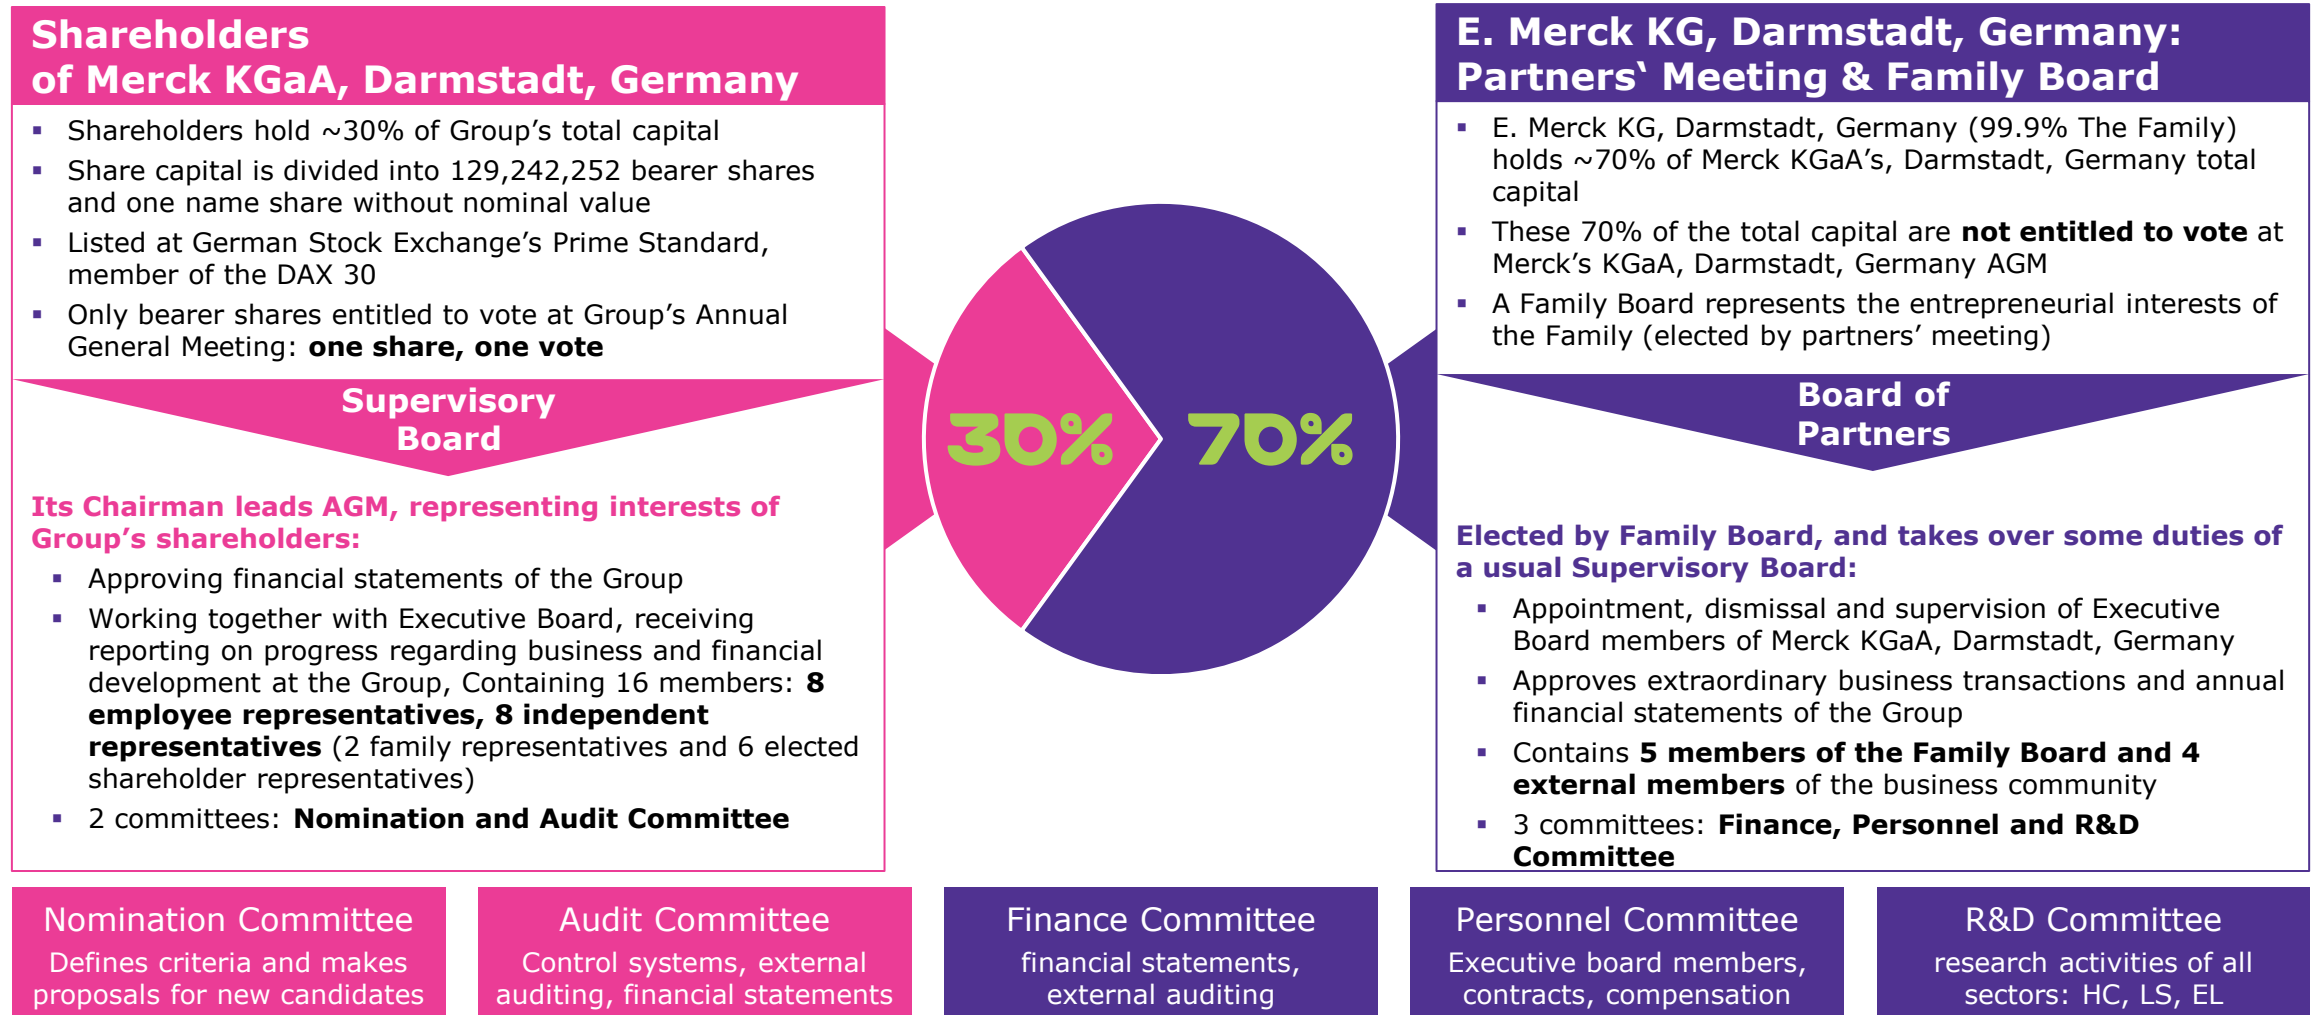 Shareholders
of Merck KGaA, Darmstadt, Germany
▪ Shareholders hold ~30% of Group’s total capital
▪ Share capital is divided into 129,242,252 bearer shares
and one name share without nominal value
▪ Listed at German Stock Exchange’s Prime Standard,
member of the DAX 30
▪ Only bearer shares entitled to vote at Group’s Annual
General Meeting: one share, one vote
Supervisory
Board
Its Chairman leads AGM, representing interests of
Group’s shareholders:
▪ Approving financial statements of the Group
▪ Working together with Executive Board, receiving
reporting on progress regarding business and financial
development at the Group, Containing 16 members: 8
employee representatives, 8 independent
representatives (2 family representatives and 6 elected
shareholder representatives)
▪ 2 committees: Nomination and Audit Committee
30%
70%
E. Merck KG, Darmstadt, Germany:
Partners‘ Meeting & Family Board
▪ E. Merck KG, Darmstadt, Germany (99.9% The Family)
holds ~70% of Merck KGaA’s, Darmstadt, Germany total
capital
▪ These 70% of the total capital are not entitled to vote at
Merck’s KGaA, Darmstadt, Germany AGM
▪ A Family Board represents the entrepreneurial interests of
the Family (elected by partners’ meeting)
Board of
Partners
Elected by Family Board, and takes over some duties of
a usual Supervisory Board:
▪ Appointment, dismissal and supervision of Executive
Board members of Merck KGaA, Darmstadt, Germany
▪ Approves extraordinary business transactions and annual
financial statements of the Group
▪ Contains 5 members of the Family Board and 4
external members of the business community
▪ 3 committees: Finance, Personnel and R&D
Committee
Nomination Committee
Defines criteria and makes
proposals for new candidates
Audit Committee
Control systems, external
auditing, financial statements
Finance Committee
financial statements,
external auditing
Personnel Committee
Executive board members,
contracts, compensation
R&D Committee
research activities of all
sectors: HC, LS, EL